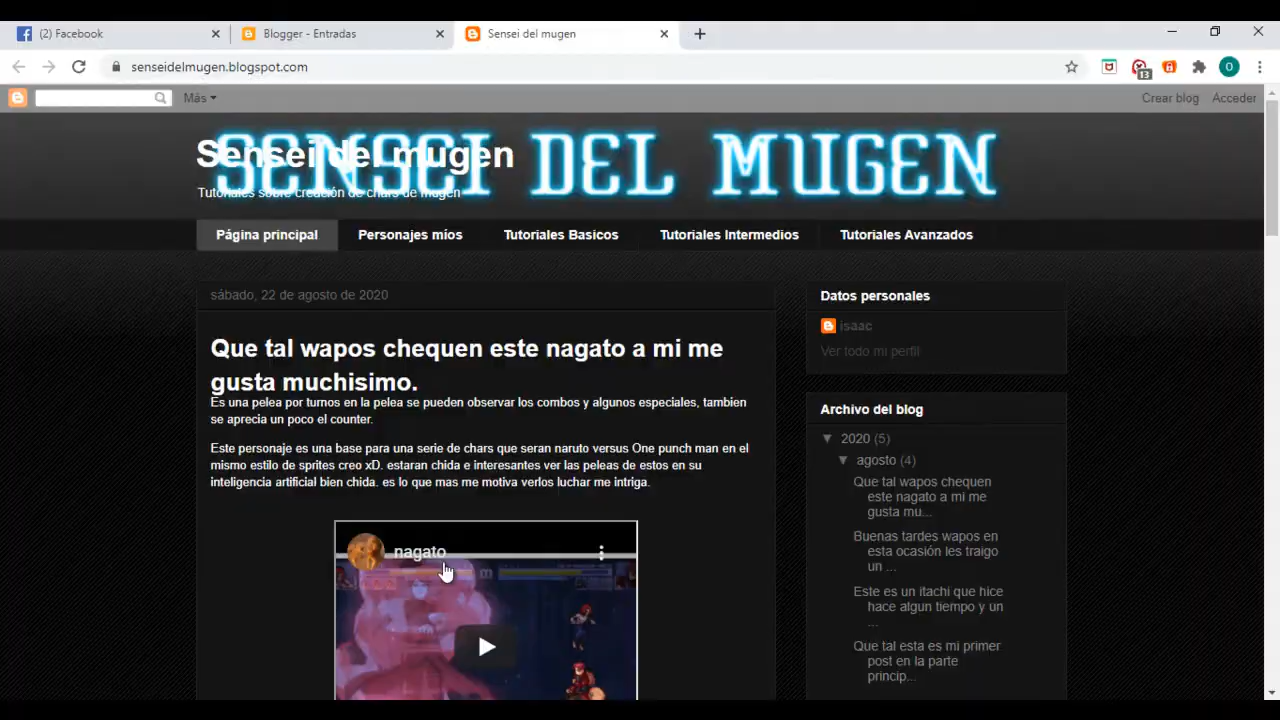 (2) Facebook
Blogger - Entradas
Sensei del mugen
senseidelmugen.blogspot.com
13
O
Más
Crear blog
Acceder
SENSEI DEL MUGEN
Sensei del mugen
Tutoriales sobre creación de chars de mugen
Página principal
Personajes míos
Tutoriales Basicos
Tutoriales Intermedios
Tutoriales Avanzados
sábado, 22 de agosto de 2020
Que tal wapos chequen este nagato a mi me
gusta muchisimo.
Es una pelea por turnos en la pelea se pueden observar los combos y algunos especiales, tambien
se aprecia un poco el counter.
Este personaje es una base para una serie de chars que seran naruto versus One punch man en el
mismo estilo de sprites creo xD. estaran chida e interesantes ver las peleas de estos en su
inteligencia artificial bien chida. es lo que mas me motiva verlos luchar me intriga.
nagato
Datos personales
isaac
Ver todo mi perfil
Archivo del blog
▼ 2020 (5)
▼ agosto (4)
Que tal wapos chequen
este nagato a mi me
gusta mu...
Buenas tardes wapos en
esta ocasión les traigo
un ...
Este es un itachi que hice
hace algun tiempo y un
...
Que tal esta es mi primer
post en la parte
princip...